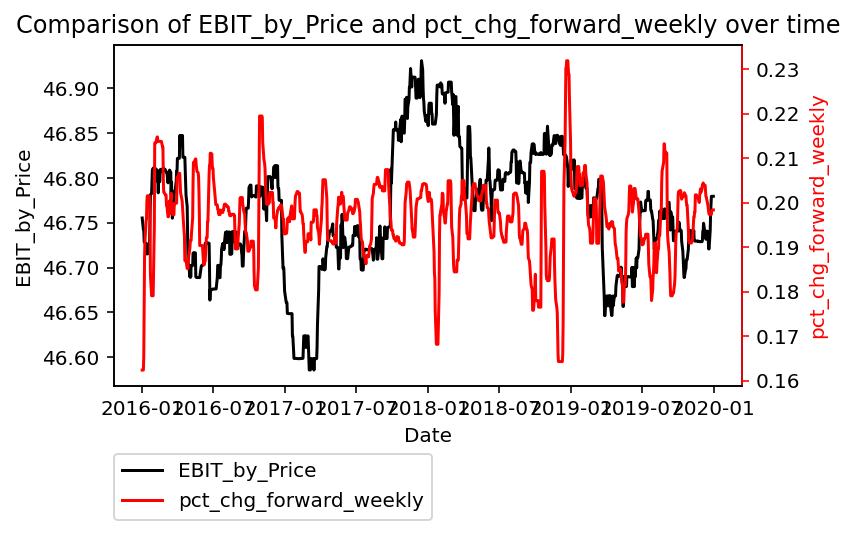 Comparison of EBIT_by_Price and pct_chg_forward_weekly over time
EBIT_by_Price
46.90
46.85
46.80
46.75
46.70
46.65
46.60
0.23
0.22
0.21
0.20
0.19
0.18
0.17
0.16
pct_chg_forward_weekly
2016-01 2016-07 2017-01 2017-07 2018-01 2018-07 2019-01 2019-07 2020-01
Date
EBIT_by_Price
pct_chg_forward_weekly